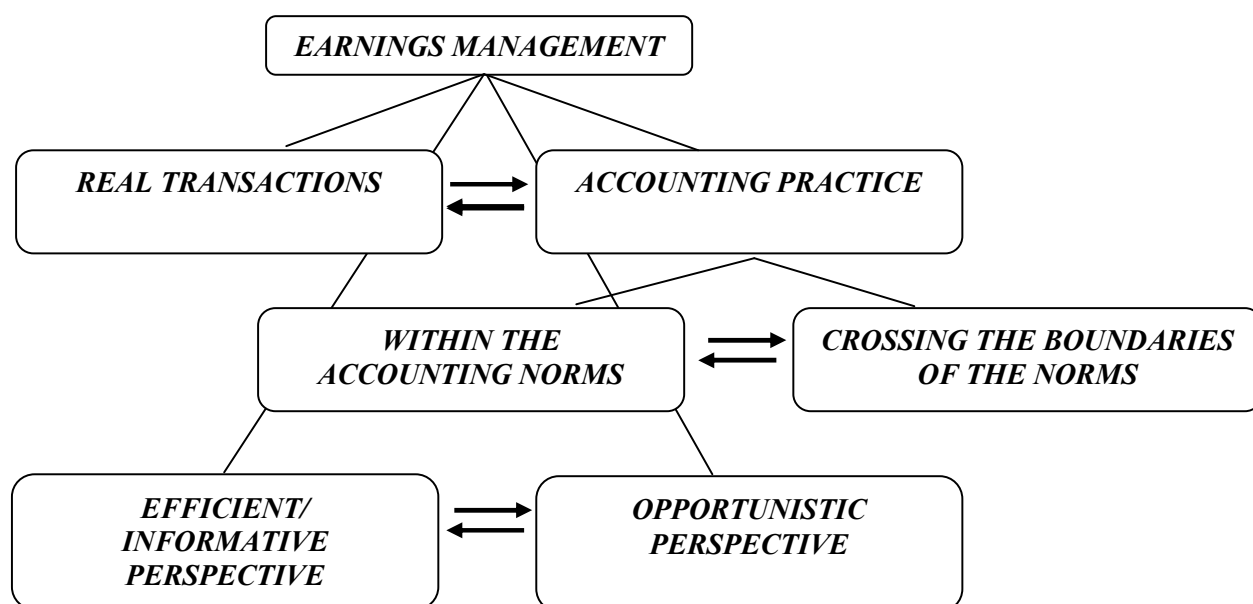 EARNINGS MANAGEMENT
REAL TRANSACTIONS
ACCOUNTING PRACTICE
WITHIN THE
ACCOUNTING NORMS
CROSSING THE BOUNDARIES
OF THE NORMS
EFFICIENT/
INFORMATIVE
PERSPECTIVE
OPPORTUNISTIC
PERSPECTIVE